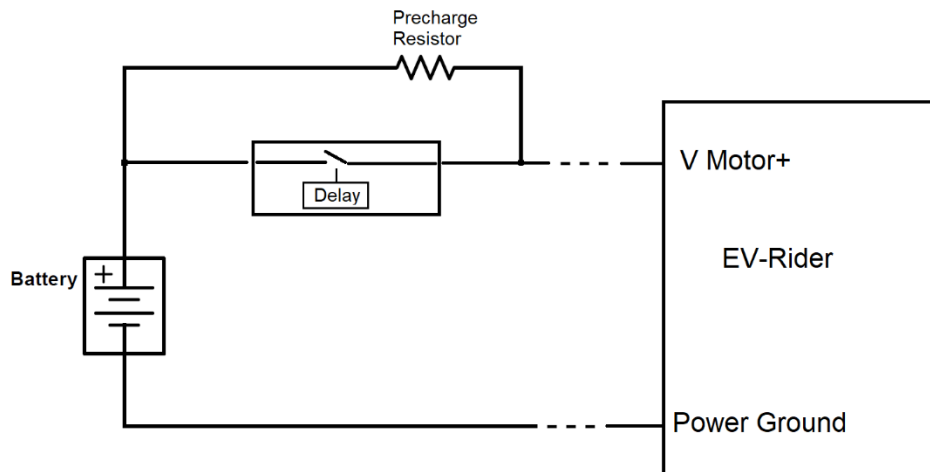 Precharge
Resistor
Delay
V Motor+
EV-Rider
Battery
+
Power Ground